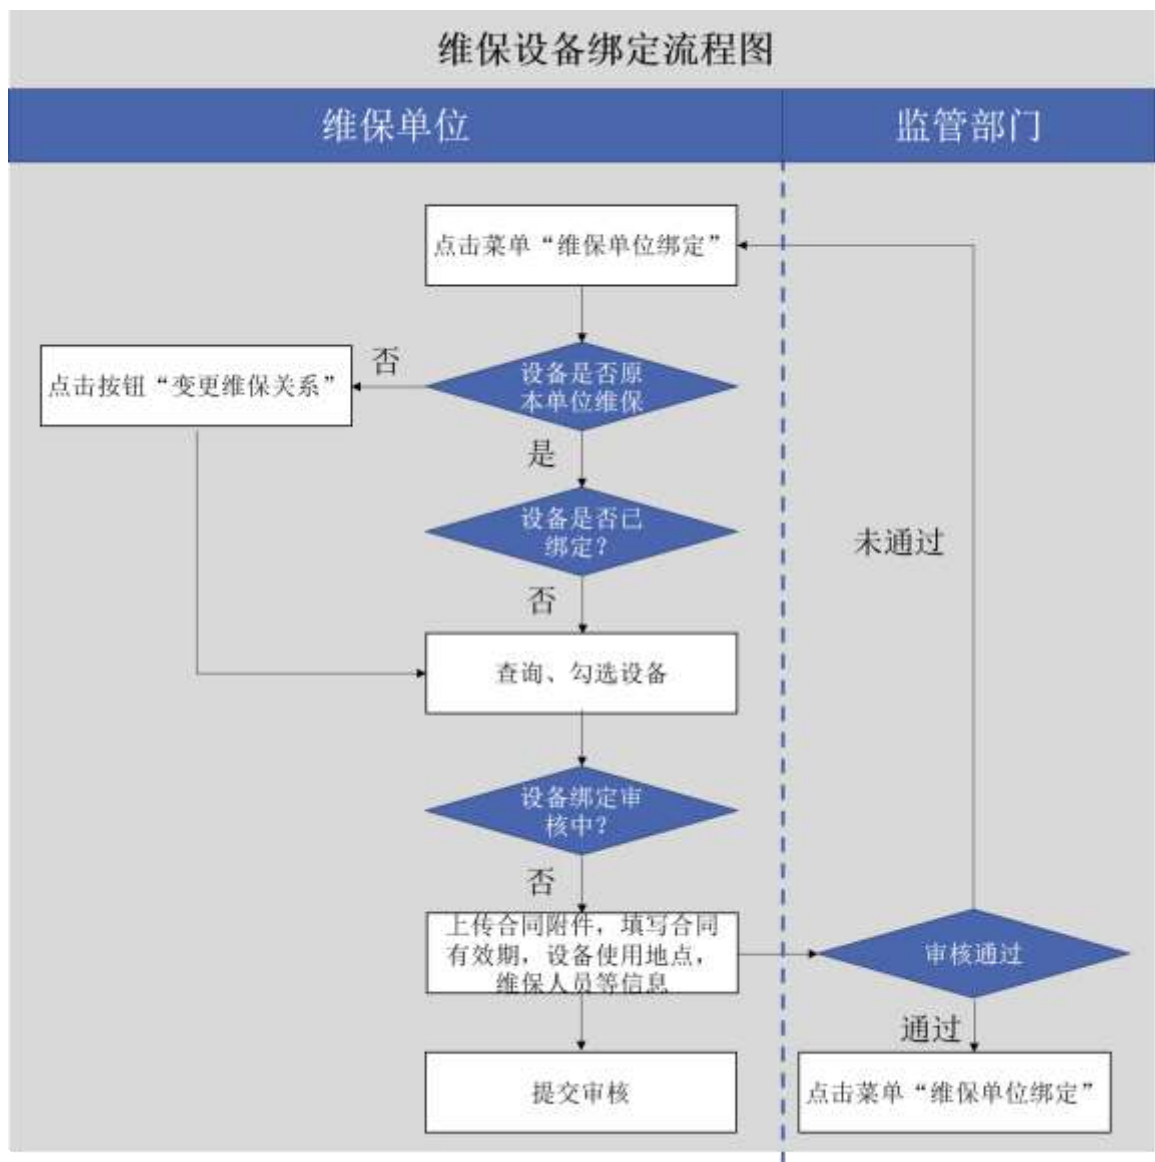 维保设备绑定流程图
维保单位
监管部门
点击菜单“维保单位绑定”
设备是否原
本单位维保
否
点击按钮“变更维保关系”
是
设备是否已
绑定?
未通过
否
查询、勾选设备
设备绑定审
核中?
否
上传合同附件，填写合同
有效期，设备使用地点，
维保人员等信息
审核通过
通过
提交审核
点击菜单“维保单位绑定”